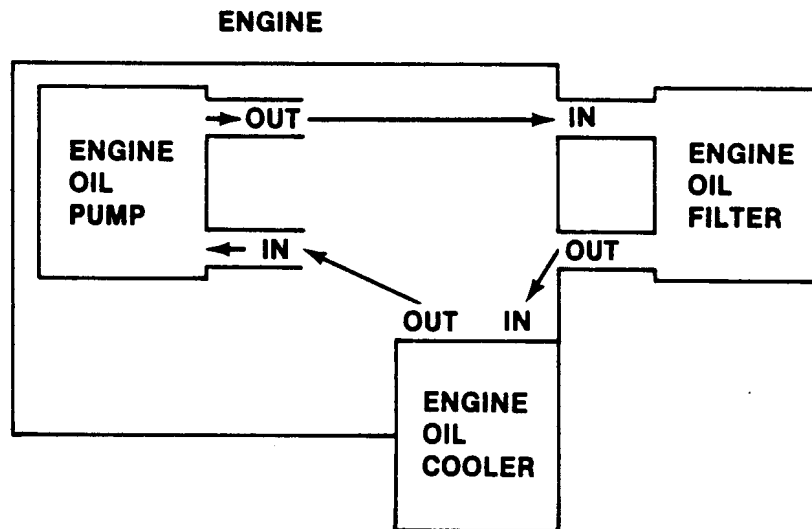 ENGINE
OUT
IN
ENGINE
OIL
PUMP
ENGINE
OIL
FILTER
IN
OUT
OUT
IN
ENGINE
OIL
COOLER